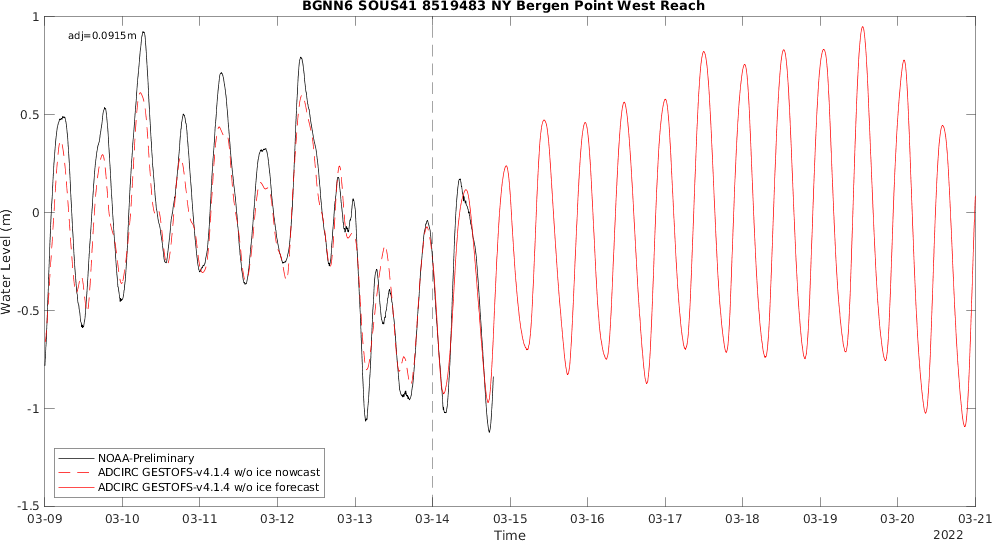 BGNN6 SOUS41 8519483 NY Bergen Point West Reach
adj=0.0915m
1
0.5
0
-0.5
-1
-1.5
Water Level (m)
NOAA-Preliminary
ADCIRC GESTOFS-v4.1.4 w/o ice nowcast
ADCIRC GESTOFS-v4.1.4 w/o ice forecast
03-09 03-10 03-11 03-12 03-13 03-14 03-15 03-16 03-17 03-18 03-19 03-20 03-21
Time
2022